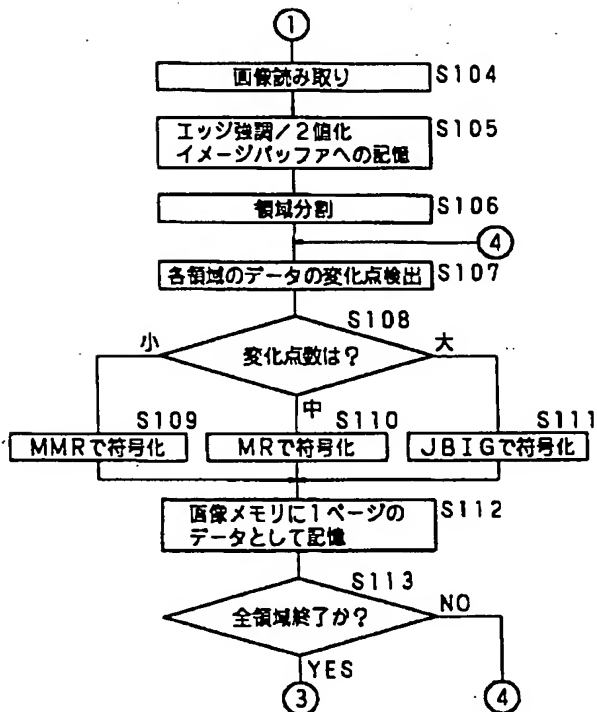 ①
画像読み取り S104
エッジ強調/2値化 S105
イメージバッファへの記憶
領域分割 S106
④
各領域のデータの変化点検出 S107
S108
小 変化点数は? 大
中
S109 S110 S111
MMRで符号化 MRで符号化 JBIGで符号化
画像メモリに1ページの S112
データとして記憶
S113
全領域終了か? NO
YES
③ ④